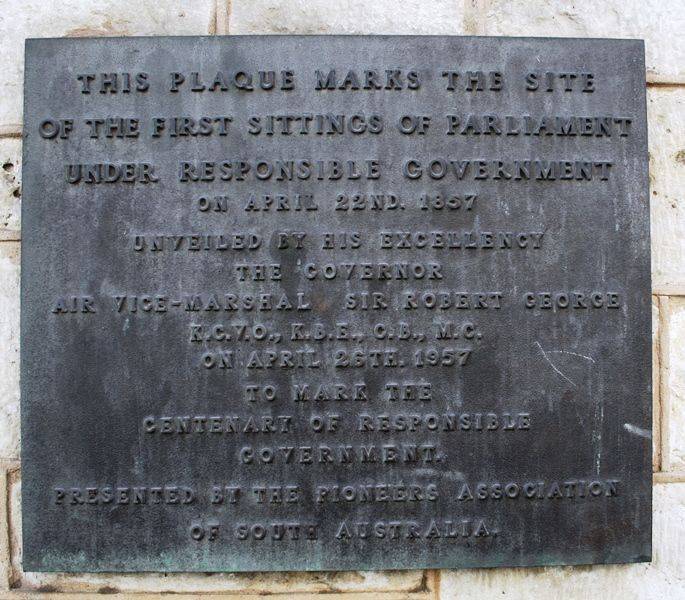 THIS PLAQUE MARKS THE SITE
OF THE FIRST SITTINGS OF PARLIAMENT
UNDER RESPONSIBLE GOVERNMENT
ON APRIL 22ND. 1857
UNVEILED BY HIS EXCELLENCY
THE GOVERNOR
AIR VICE-MARSHAL SIR ROBERT GEORGE
K.C.V.O., K.B.E., C.B., M.C.
ON APRIL 26TH. 1957
TO MARK THE
CENTENARY OF RESPONSIBLE
GOVERNMENT.
PRESENTED BY THE PIONEERS ASSOCIATION
OF SOUTH AUSTRALIA.